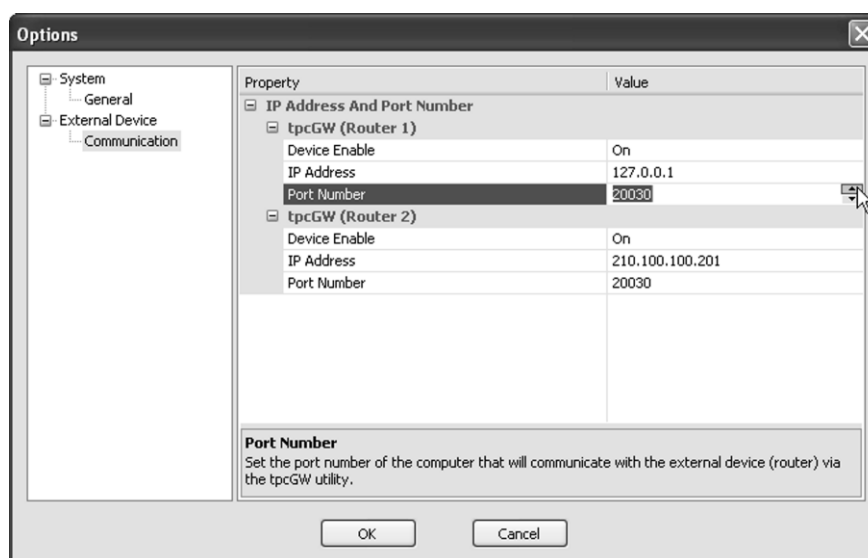 Options
System
General
External Device
Communication
Property Value
IP Address And Port Number
tpcGW (Router 1)
Device Enable On
IP Address 127.0.0.1
Port Number 20030
tpcGW (Router 2)
Device Enable On
IP Address 210.100.100.201
Port Number 20030
Port Number
Set the port number of the computer that will communicate with the external device (router) via
the tpcGW utility.
OK Cancel